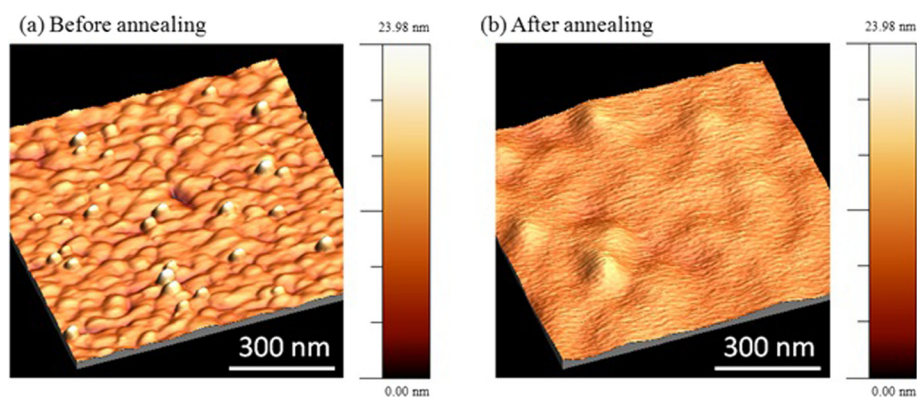 (a) Before annealing
23.98 nm
300 nm
0.00 nm
(b) After annealing
23.98 nm
300 nm
0.00 nm